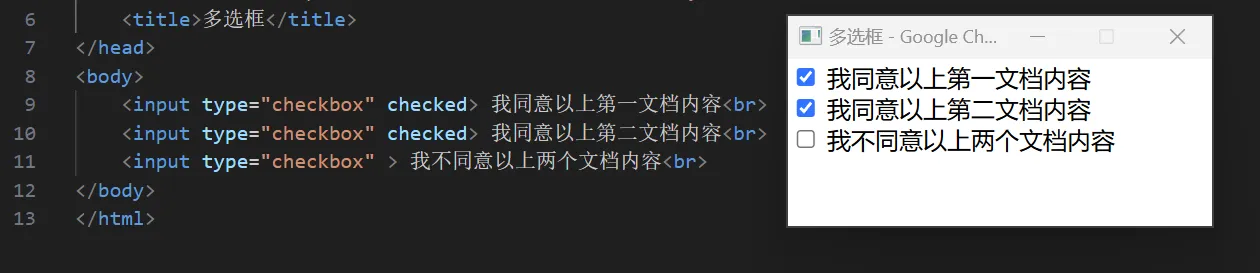 6 <title>多选框</title>
7 </head>
8 <body>
9 <input type="checkbox" checked> 我同意以上第一文档内容<br>
10 <input type="checkbox" checked> 我同意以上第二文档内容<br>
11 <input type="checkbox" > 我不同意以上两个文档内容<br>
12 </body>
13 </html>
多选框 - Google Ch...
我同意以上第一文档内容
我同意以上第二文档内容
我不同意以上两个文档内容